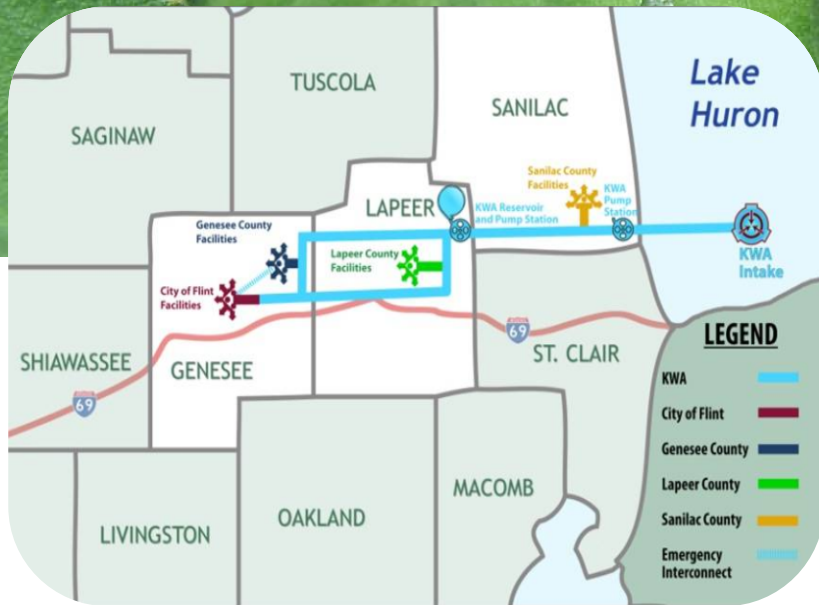 Lake
Huron
TUSCOLA
SANILAC
SAGINAW
Sanilac County
Facilities
KWA
Pump
Station
LAPEER
KWA Reservoir
and Pump Station
Genesee County
Facilities
KWA
Intake
Lapeer County
Facilities
City of Flint
Facilities
69
ST. CLAIR
SHIAWASSEE
GENESEE
69
LEGEND
KWA
City of Flint
Genesee County
Lapeer County
Sanilac County
Emergency
Interconnect
MACOMB
OAKLAND
LIVINGSTON